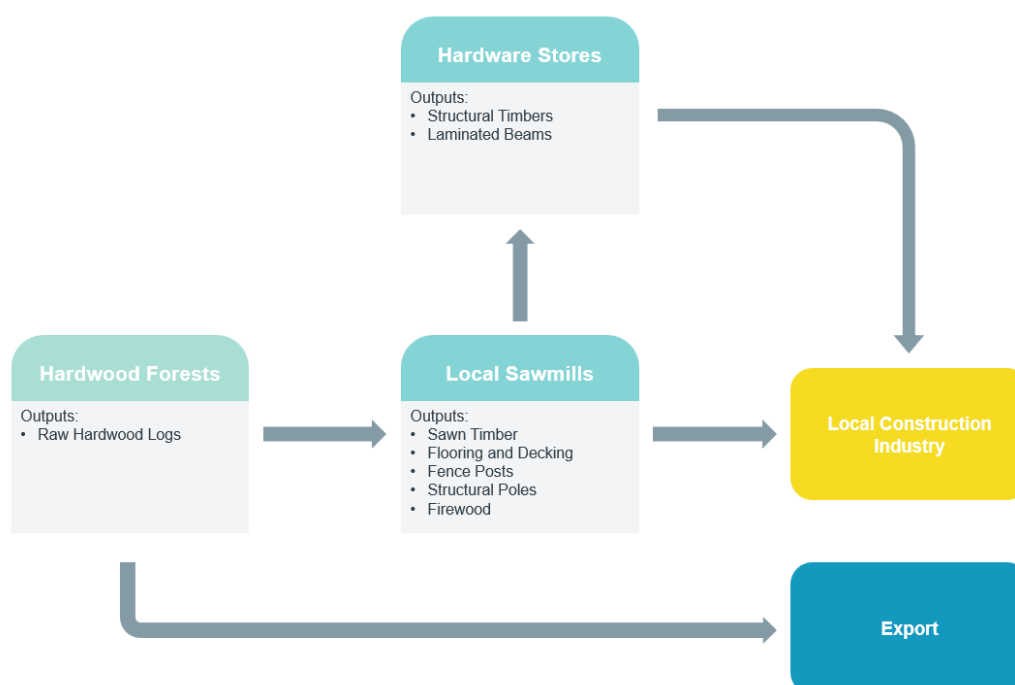 Hardware Stores
Outputs:
• Structural Timbers
• Laminated Beams
Hardwood Forests
Outputs:
• Raw Hardwood Logs
Local Sawmills
Outputs:
• Sawn Timber
• Flooring and Decking
• Fence Posts
• Structural Poles
• Firewood
Local Construction
Industry
Export